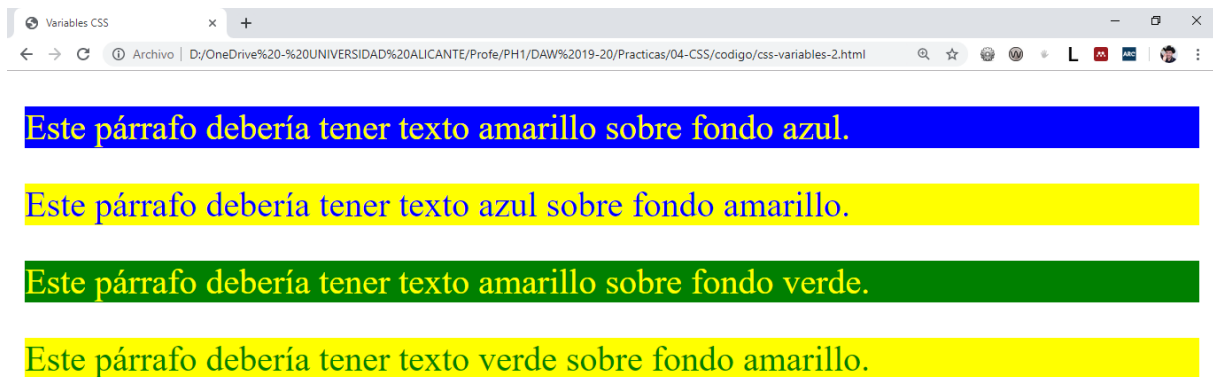 Variables CSS
Archivo | D:/OneDrive%20-%20UNIVERSIDAD%20ALICANTE/Profe/PH1/DAW%2019-20/Practicas/04-CSS/codigo/css-variables-2.html L ARC
Este párrafo debería tener texto amarillo sobre fondo azul.
Este párrafo debería tener texto azul sobre fondo amarillo.
Este párrafo debería tener texto amarillo sobre fondo verde.
Este párrafo debería tener texto verde sobre fondo amarillo.